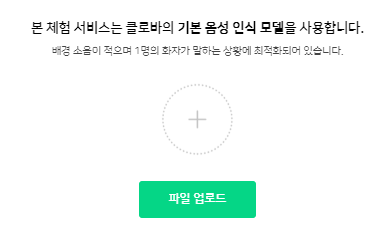 본 체험 서비스는 클로바의 기본 음성 인식 모델을 사용합니다.
배경 소음이 적으며 1명의 화자가 말하는 상황에 최적화되어 있습니다.
파일 업로드